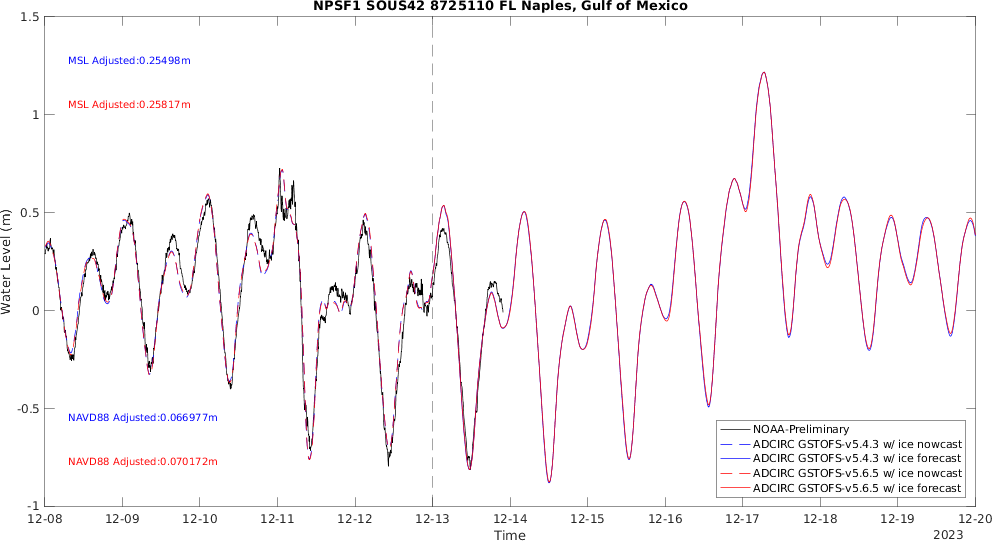 NPSF1 SOUS42 8725110 FL Naples, Gulf of Mexico
1.5
1
0.5
0
-0.5
-1
Water Level (m)
MSL Adjusted:0.25498m
MSL Adjusted:0.25817m
NAVD88 Adjusted:0.066977m
NAVD88 Adjusted:0.070172m
NOAA-Preliminary
ADCIRC GSTOFS-v5.4.3 w/ ice nowcast
ADCIRC GSTOFS-v5.4.3 w/ ice forecast
ADCIRC GSTOFS-v5.6.5 w/ ice nowcast
ADCIRC GSTOFS-v5.6.5 w/ ice forecast
12-08 12-09 12-10 12-11 12-12 12-13 12-14 12-15 12-16 12-17 12-18 12-19 12-20
Time
2023